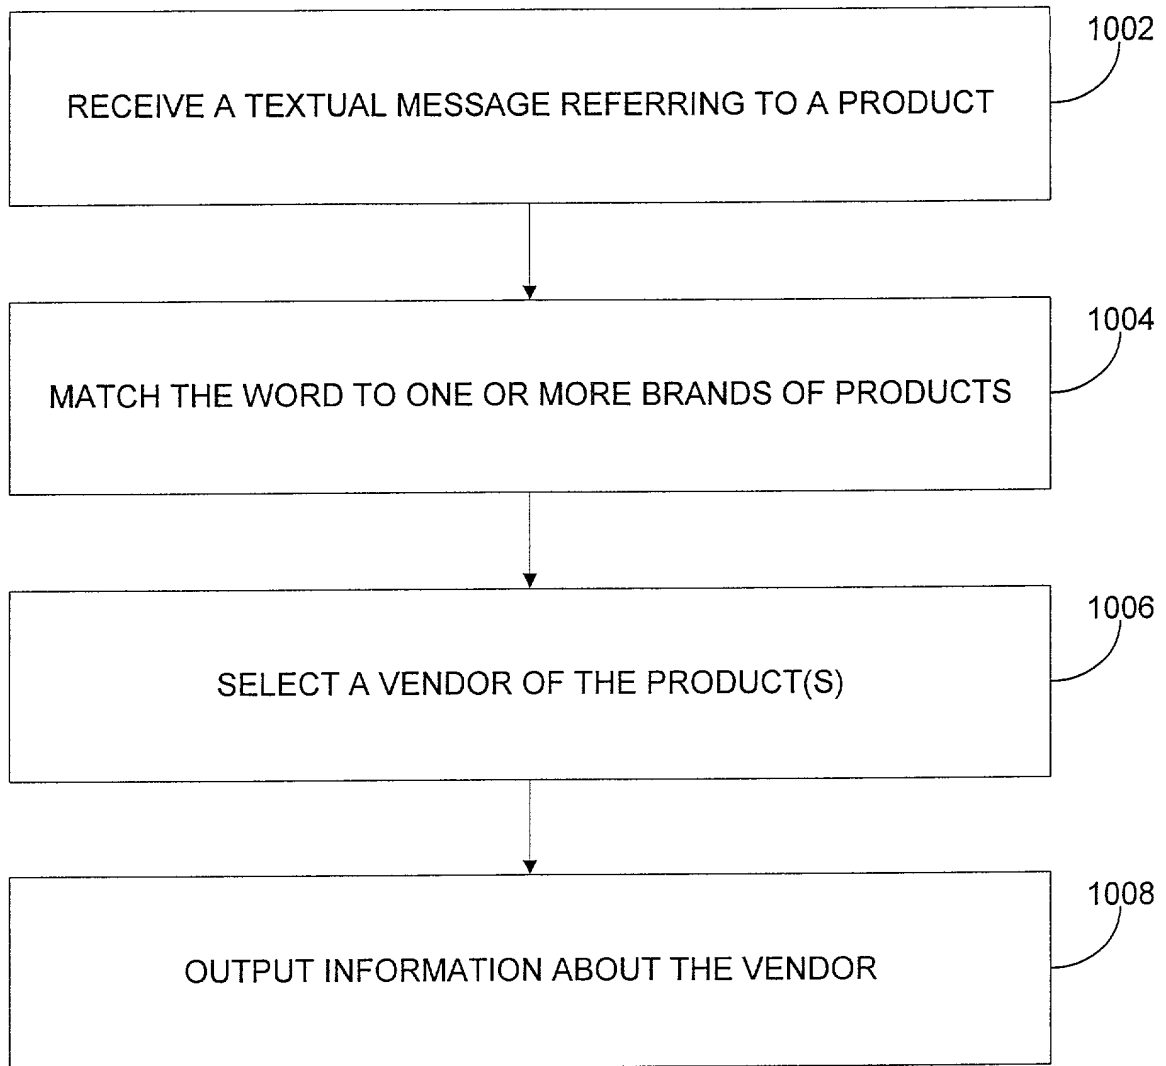 1002
RECEIVE A TEXTUAL MESSAGE REFERRING TO A PRODUCT
1004
MATCH THE WORD TO ONE OR MORE BRANDS OF PRODUCTS
1006
SELECT A VENDOR OF THE PRODUCT(S)
1008
OUTPUT INFORMATION ABOUT THE VENDOR